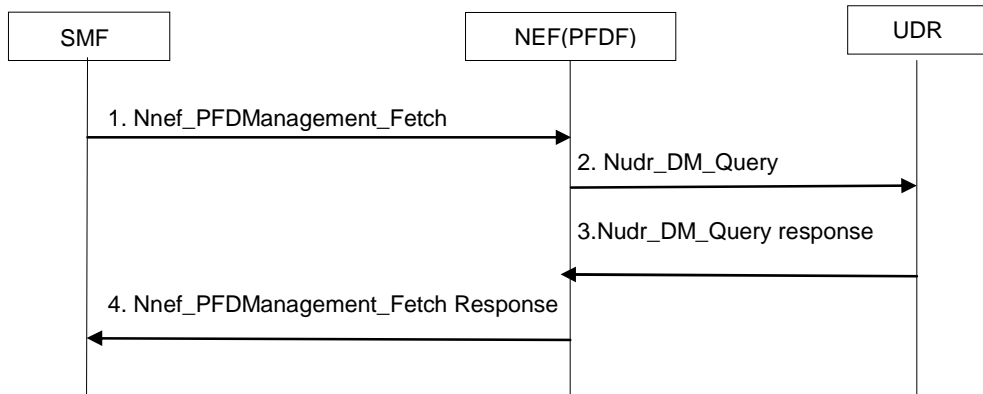 SMF
NEF(PFDF)
UDR
1. Nnef_PFDManagement_Fetch
2. Nudr_DM_Query
3.Nudr_DM_Query response
4. Nnef_PFDManagement_Fetch Response